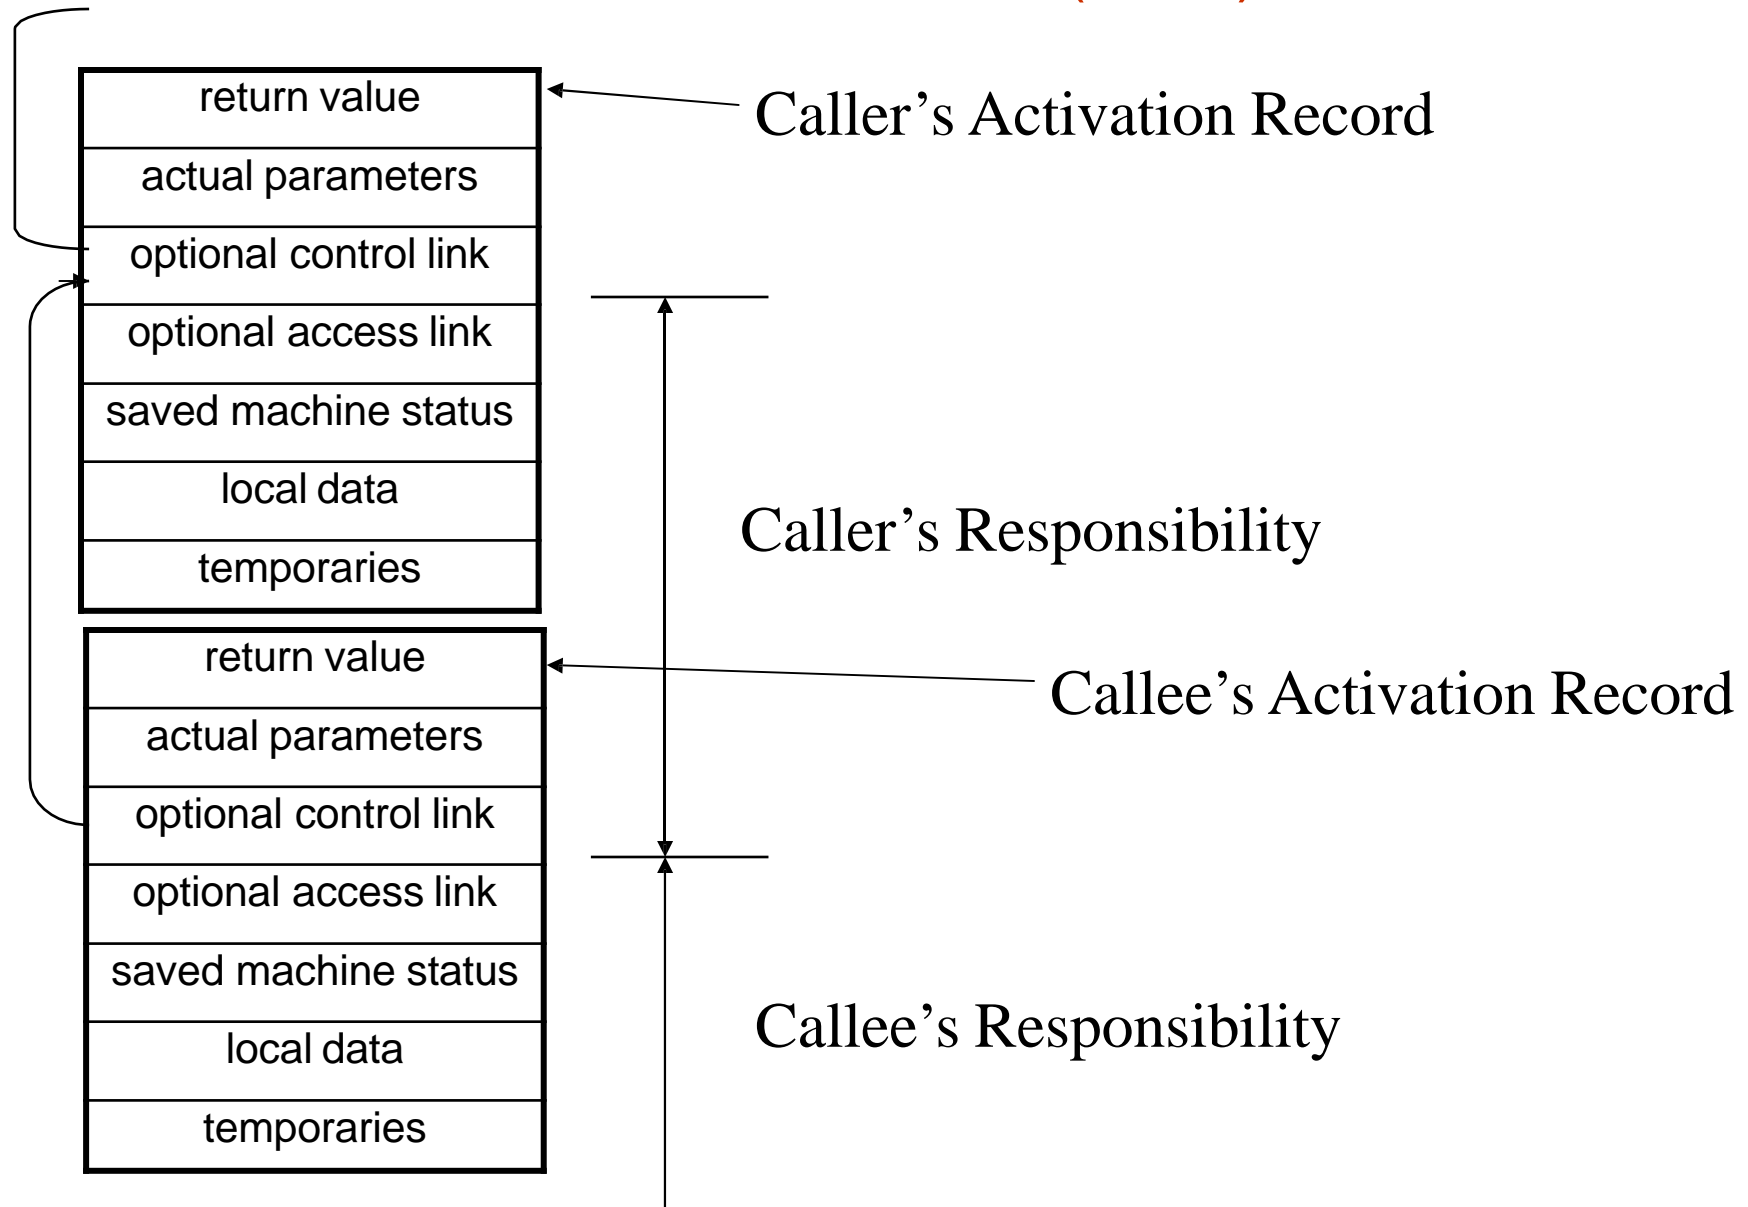 return value
Caller’s Activation Record
actual parameters
optional control link
optional access link
saved machine status
local data
Caller’s Responsibility
temporaries
return value
Callee’s Activation Record
actual parameters
optional control link
optional access link
saved machine status
Callee’s Responsibility
local data
temporaries